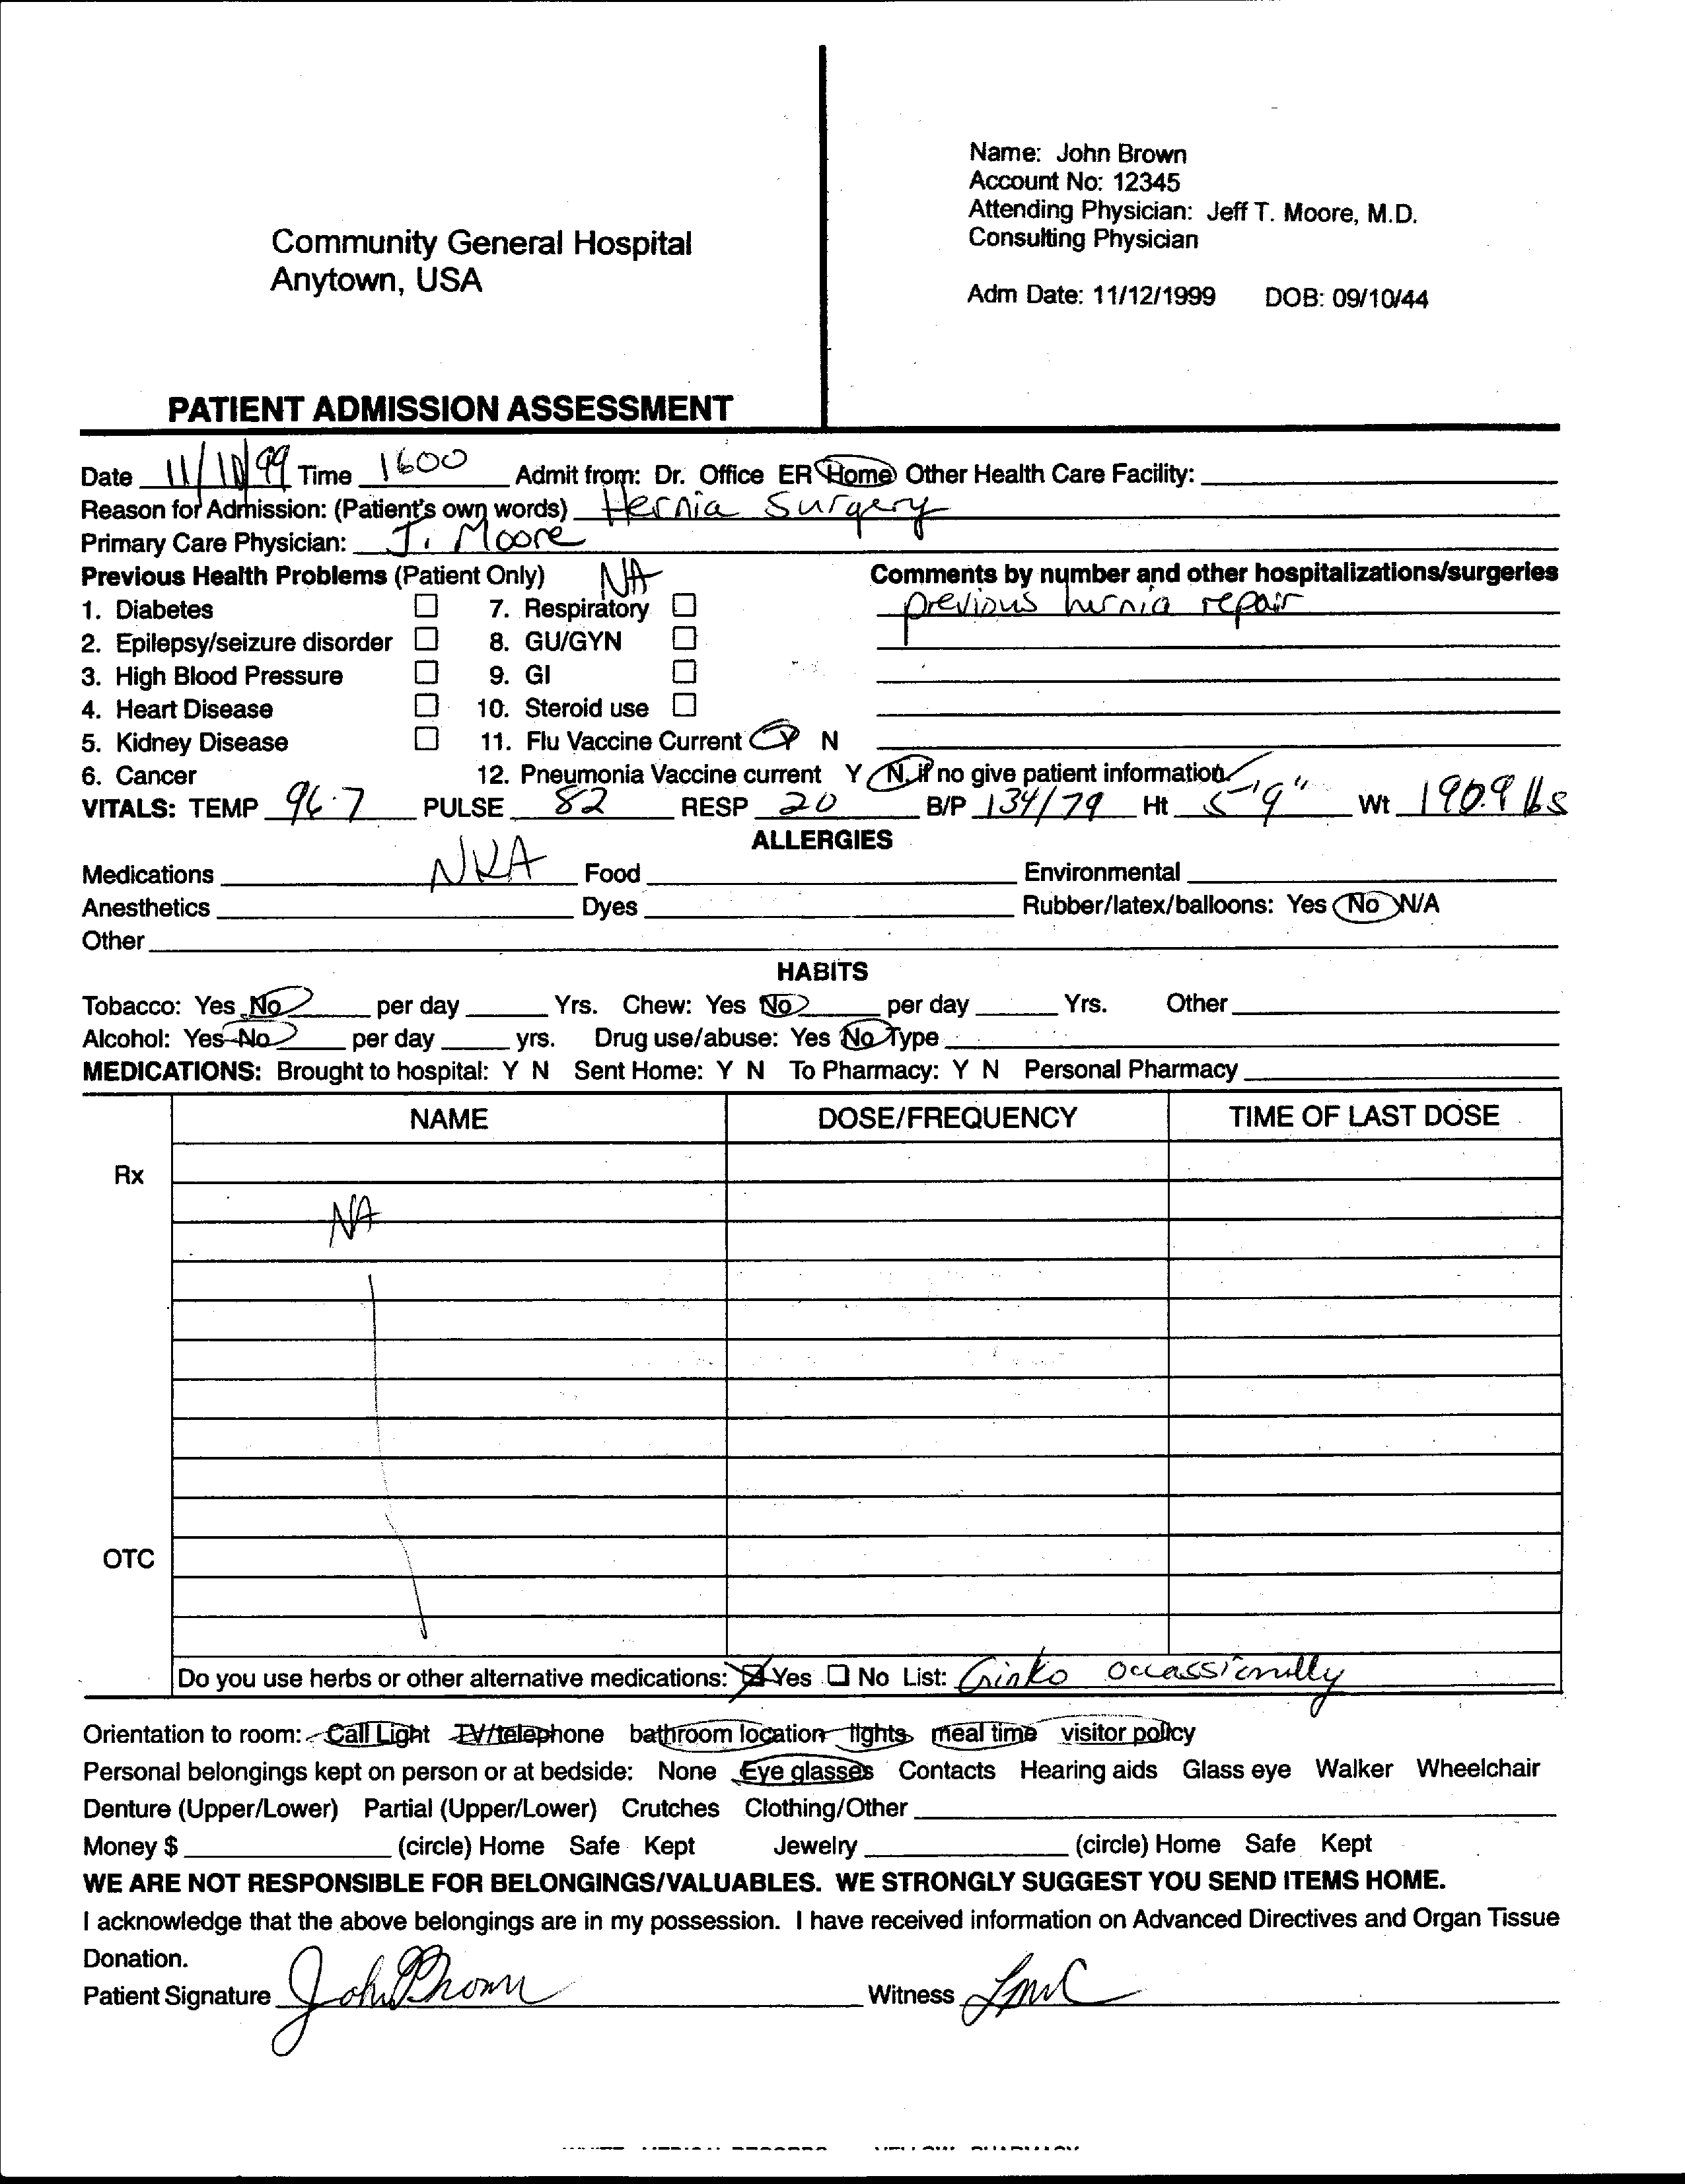 Name: John Brown
Account No: 12345
Attending Physician: Jeff T. Moore, M.D.
Consulting Physician
Community General Hospital
Anytown, USA
Adm Date: 11/12/1999 DOB: 09/10/44
PATIENT ADMISSION ASSESSMENT
Date Time 1600 Admit from: Dr. Office ER Home Other Health Care Facility:
Reason for Admission: (Patient's own words) Hernia Surgery
Primary Care Physician: J. Moore
Previous Health Problems (Patient Only) NA Comments by number and other hospitalizations/surgeries
1. Diabetes 7. Respiratory previous hernia repair
2. Epilepsy/seizure disorder 8. GU/GYN
3. High Blood Pressure 9. GI
4. Heart Disease 10. Steroid use
5. Kidney Disease 11. Flu Vaccine Current Y N
6. Cancer 12. Pneumonia Vaccine current Y N if no give patient information
VITALS: TEMP 96.7 PULSE 82 RESP 20 B/P 134/79 Ht 5'9" Wt 190.9 lbs
ALLERGIES
Medications NKA Food Environmental
Anesthetics Dyes Rubber/latex/balloons: Yes No N/A
Other
HABITS
Tobacco: Yes No per day Yrs. Chew: Yes No per day Yrs. Other
Alcohol: Yes No per day yrs. Drug use/abuse: Yes No Type
MEDICATIONS: Brought to hospital: Y N Sent Home: Y N To Pharmacy: Y N Personal Pharmacy
NAME DOSE/FREQUENCY TIME OF LAST DOSE
Rx
NA
OTC
Do you use herbs or other alternative medications: Yes No List: Ginko occassionally
Orientation to room: Call Light TV/telephone bathroom location lights meal time visitor policy
Personal belongings kept on person or at bedside: None Eye glasses Contacts Hearing aids Glass eye Walker Wheelchair
Denture (Upper/Lower) Partial (Upper/Lower) Crutches Clothing/Other
Money $ (circle) Home Safe Kept Jewelry (circle) Home Safe Kept
WE ARE NOT RESPONSIBLE FOR BELONGINGS/VALUABLES. WE STRONGLY SUGGEST YOU SEND ITEMS HOME.
I acknowledge that the above belongings are in my possession. I have received information on Advanced Directives and Organ Tissue
Donation.
Patient Signature John Brown Witness